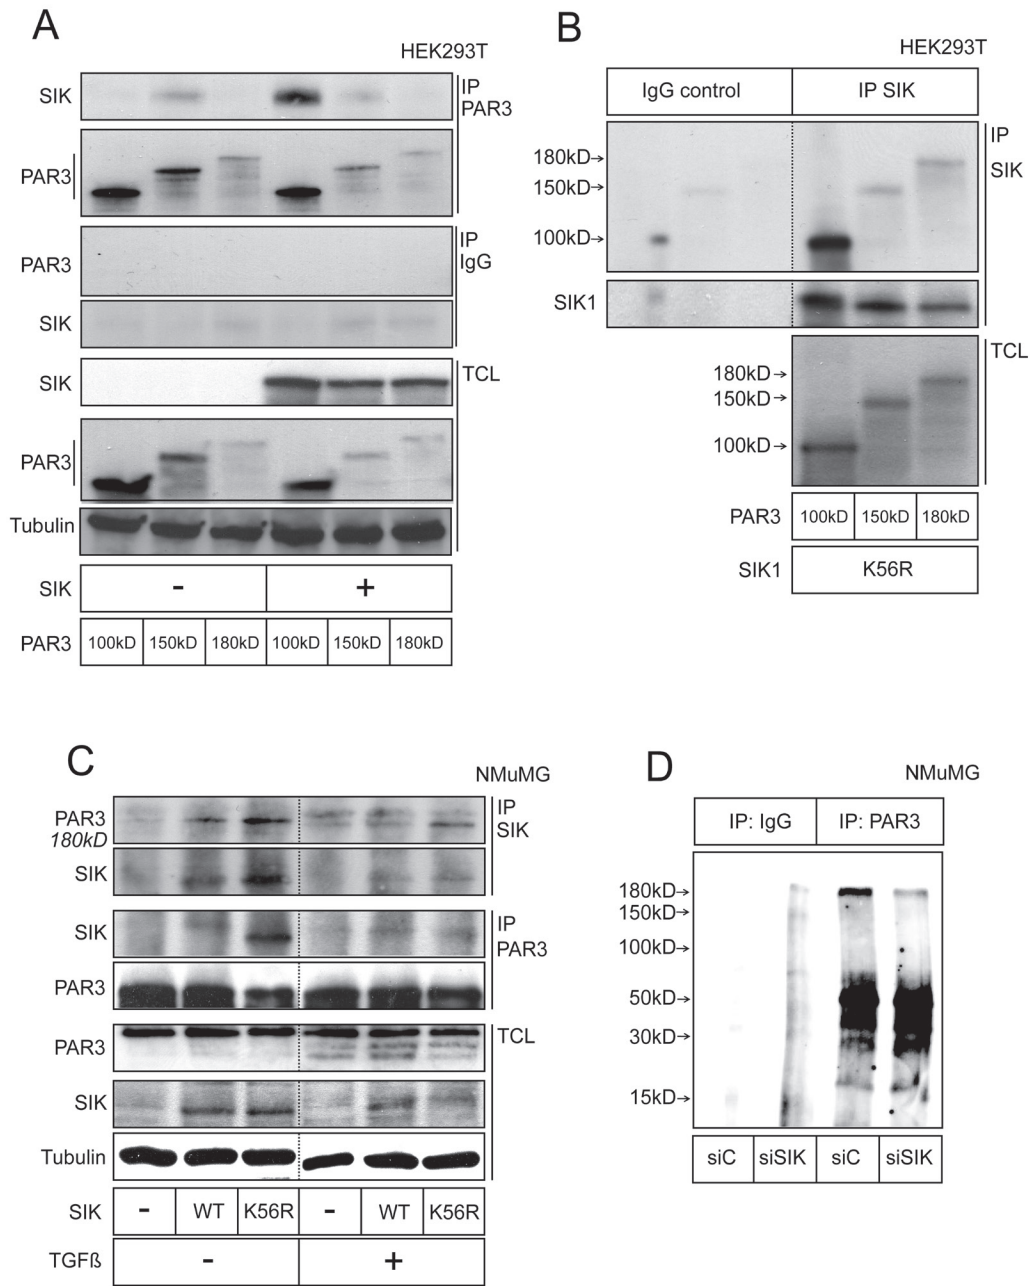 A
HEK293T
SIK
IP
PAR3
PAR3
PAR3
IP
IgG
SIK
SIK
TCL
PAR3
Tubulin
SIK - +
PAR3 100kD 150kD 180kD 100kD 150kD 180kD
B
HEK293T
IgG control IP SIK
IP
SIK
180kD→
150kD→
100kD→
SIK1
TCL
180kD→
150kD→
100kD→
PAR3 100kD 150kD 180kD
SIK1 K56R
C
NMuMG
PAR3
180kD
IP
SIK
SIK
SIK
IP
PAR3
PAR3
PAR3
TCL
SIK
Tubulin
SIK - WT K56R - WT K56R
TGFß - +
D
NMuMG
IP: IgG IP: PAR3
180kD→
150kD→
100kD→
50kD→
30kD→
15kD→
siC siSIK siC siSIK